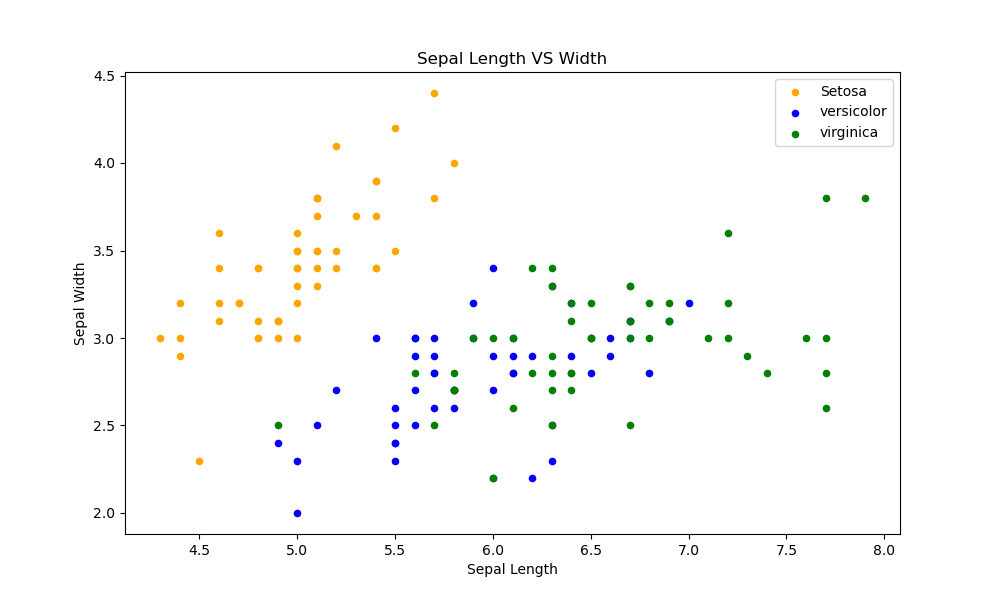 Sepal Length VS Width
4.5
4.0
3.5
3.0
2.5
2.0
Sepal Width
Setosa
versicolor
virginica
4.5 5.0 5.5 6.0 6.5 7.0 7.5 8.0
Sepal Length